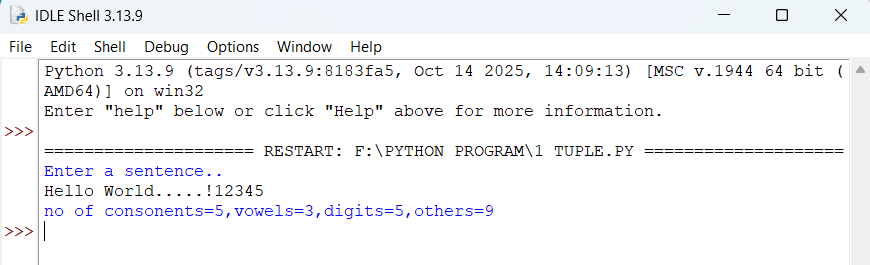 IDLE Shell 3.13.9
File Edit Shell Debug Options Window Help
Python 3.13.9 (tags/v3.13.9:8183fa5, Oct 14 2025, 14:09:13) [MSC v.1944 64 bit (
AMD64)] on win32
Enter "help" below or click "Help" above for more information.
>>>
===================== RESTART: F:\PYTHON PROGRAM\1 TUPLE.PY ====================
Enter a sentence..
Hello World.....!12345
no of consonents=5,vowels=3,digits=5,others=9
>>>